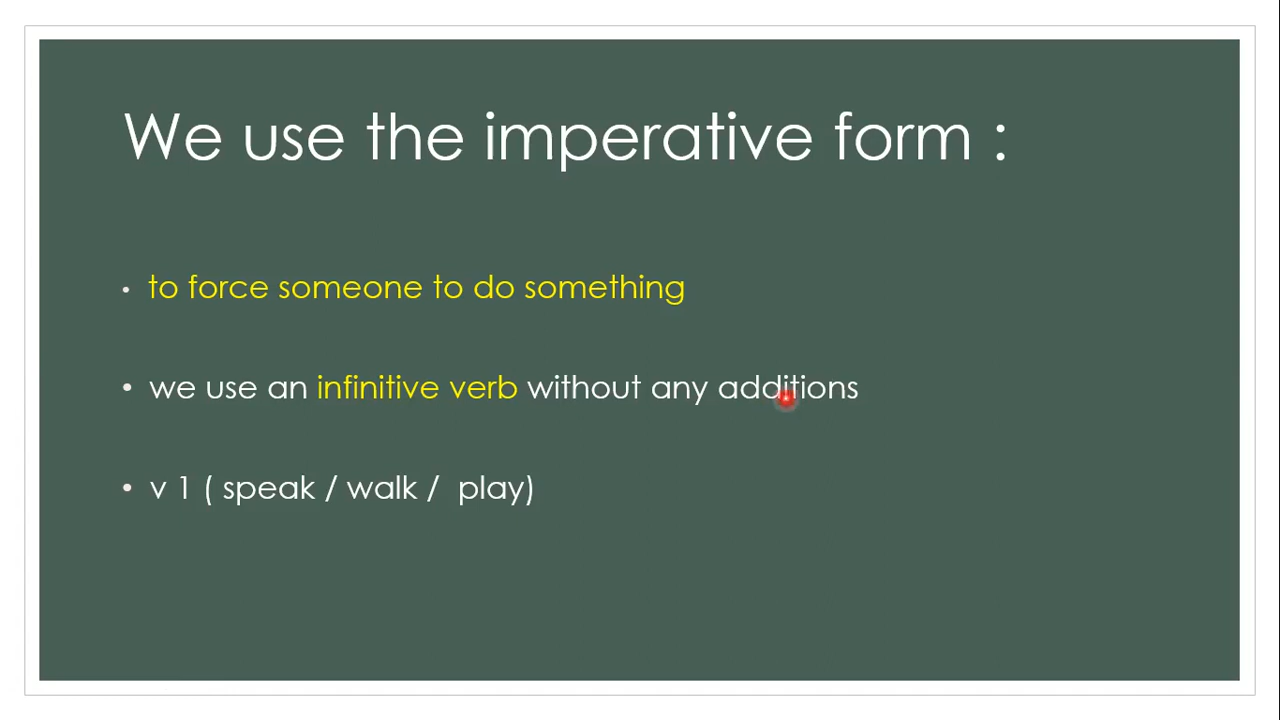 We use the imperative form :
• to force someone to do something
• we use an infinitive verb without any additions
• v 1 ( speak / walk /  play)